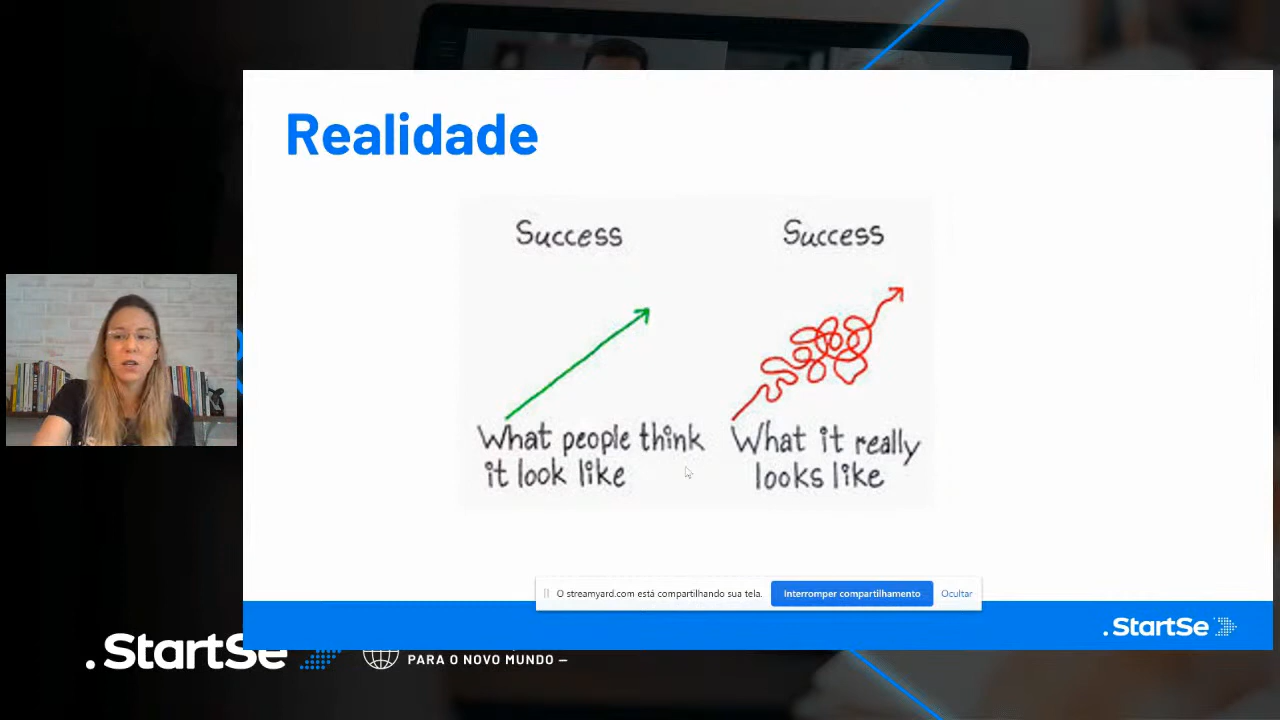 Realidade
Success
What people think
it look like
Success
What it really
looks like
O streamyard.com está compartilhando sua tela.
Interromper compartilhamento
Ocultar
.StartSe
.StartSe
PARA O NOVO MUNDO –